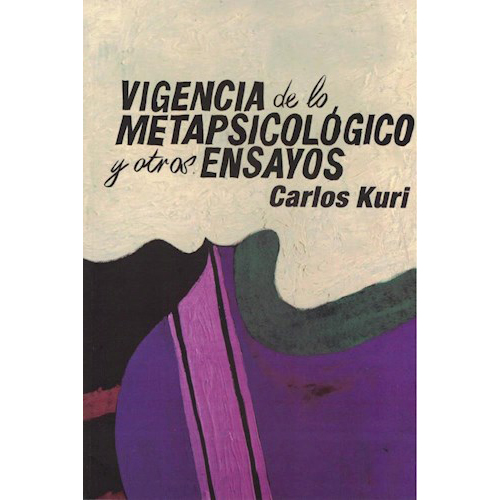 VIGENCIA de lo
METAPSICOLÓGICO
y otros ENSAYOS
Carlos Kuri